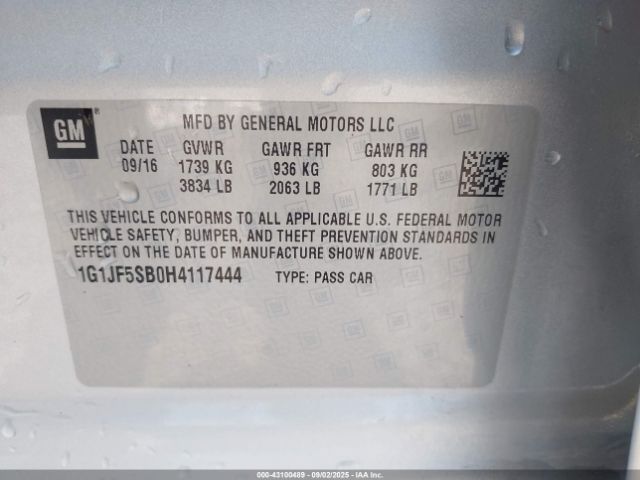 GM
MFD BY GENERAL MOTORS LLC
DATE GVWR GAWR FRT GAWR RR
09/16 1739 KG 936 KG 803 KG
3834 LB 2063 LB 1771 LB
THIS VEHICLE CONFORMS TO ALL APPLICABLE U.S. FEDERAL MOTOR
VEHICLE SAFETY, BUMPER, AND THEFT PREVENTION STANDARDS IN
EFFECT ON THE DATE OF MANUFACTURE SHOWN ABOVE.
1G1JF5SB0H4117444 TYPE: PASS CAR
000-43100489 - 09/02/2025 - IAAI.COM